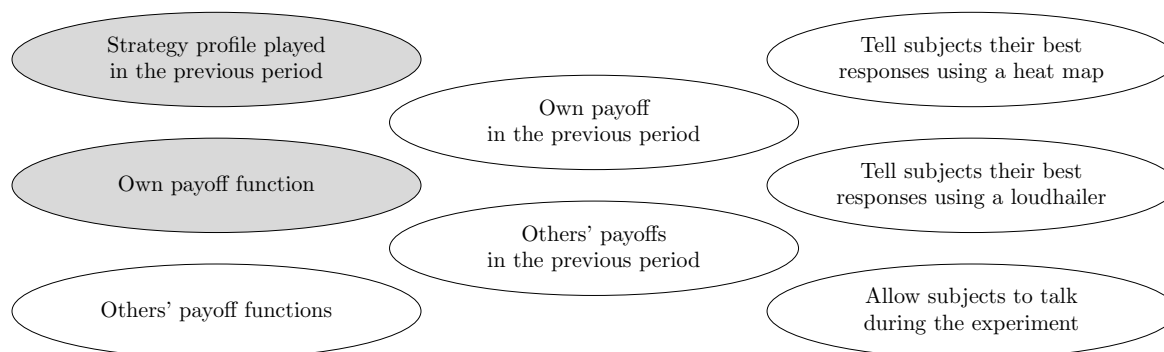 Strategy profile played
in the previous period
Own payoff function
Others' payoff functions
Own payoff
in the previous period
Others' payoffs
in the previous period
Tell subjects their best
responses using a heat map
Tell subjects their best
responses using a loudhailer
Allow subjects to talk
during the experiment